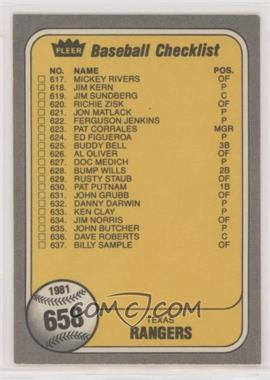 FLEER Baseball Checklist
NO. NAME POS.
617. MICKEY RIVERS OF
618. JIM KERN P
619. JIM SUNDBERG C
620. RICHIE ZISK OF
621. JON MATLACK P
622. FERGUSON JENKINS P
623. PAT CORRALES MGR
624. ED FIGUEROA P
625. BUDDY BELL 3B
626. AL OLIVER OF
627. DOC MEDICH P
628. BUMP WILLS 2B
629. RUSTY STAUB OF
630. PAT PUTNAM 1B
631. JOHN GRUBB OF
632. DANNY DARWIN P
633. KEN CLAY P
634. JIM NORRIS OF
635. JOHN BUTCHER P
636. DAVE ROBERTS C
637. BILLY SAMPLE OF
1981
658
TEXAS
RANGERS
COMC